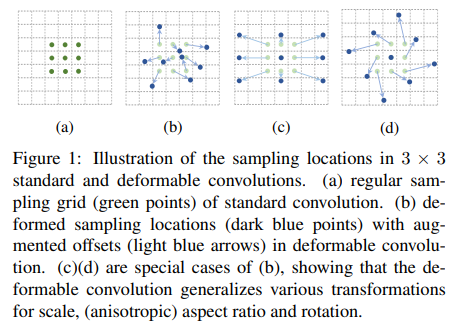 (a) (b) (c) (d)
Figure 1: Illustration of the sampling locations in 3 × 3
standard and deformable convolutions. (a) regular sam-
pling grid (green points) of standard convolution. (b) de-
formed sampling locations (dark blue points) with aug-
mented offsets (light blue arrows) in deformable convolu-
tion. (c)(d) are special cases of (b), showing that the de-
formable convolution generalizes various transformations
for scale, (anisotropic) aspect ratio and rotation.